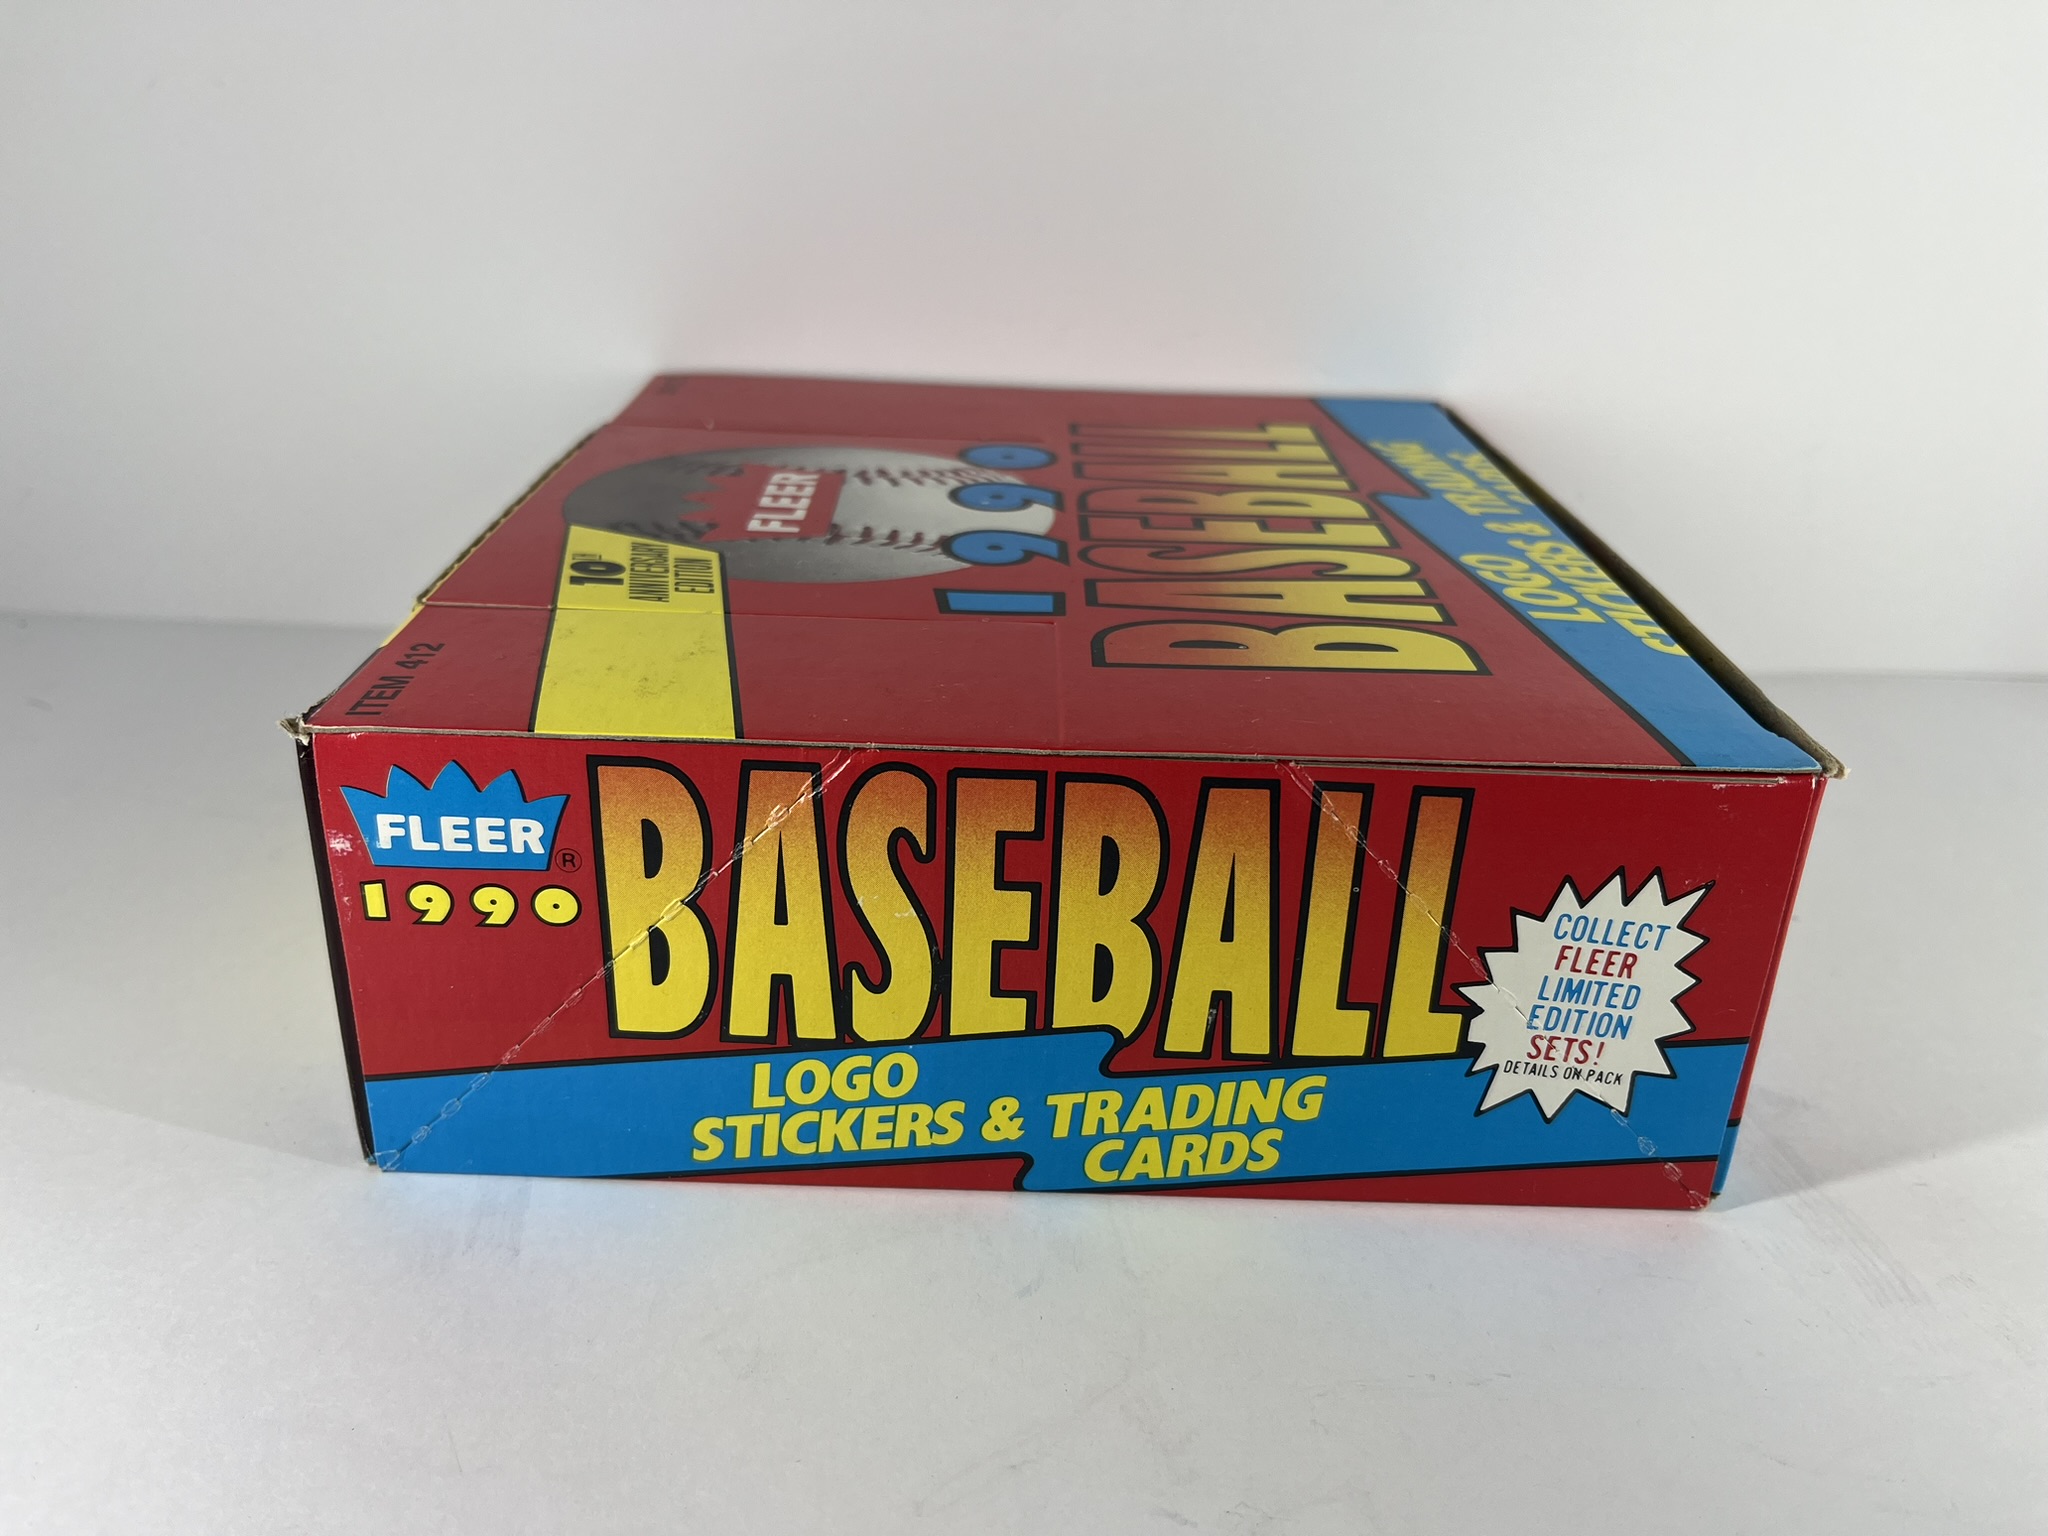 ITEM 412
10TH
ANNIVERSARY
EDITION
FLEER
1990
BASEBALL
LOGO
STICKERS & TRADING
FLEER®
1990
BASEBALL
LOGO
STICKERS & TRADING
CARDS
COLLECT
FLEER
LIMITED
EDITION
SETS!
DETAILS ON PACK